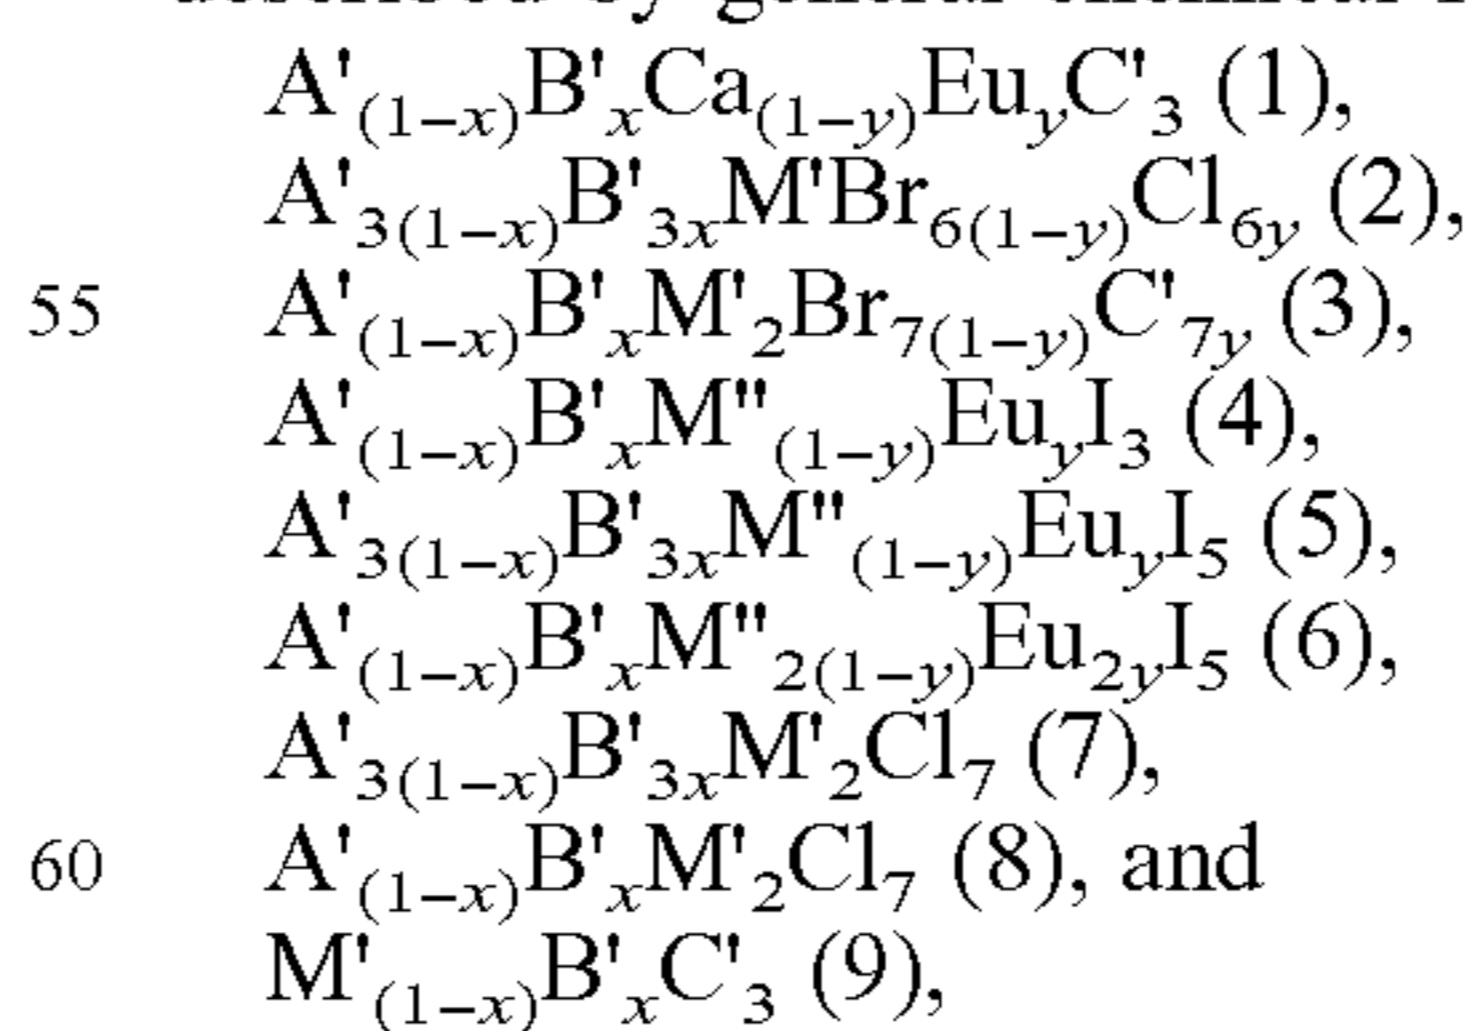 A'(1−x)B'xCa(1−y)EuyC'3 (1),
A'3(1−x)B'3xM'Br6(1−y)Cl6y (2),
55 A'(1−x)B'xM'2Br7(1−y)C'7y (3),
A'(1−x)B'xM"(1−y)EuyI3 (4),
A'3(1−x)B'3xM"(1−y)EuyI5 (5),
A'(1−x)B'xM"2(1−y)Eu2yI5 (6),
A'3(1−x)B'3xM'2Cl7 (7),
60 A'(1−x)B'xM'2Cl7 (8), and
M'(1−x)B'xC'3 (9),